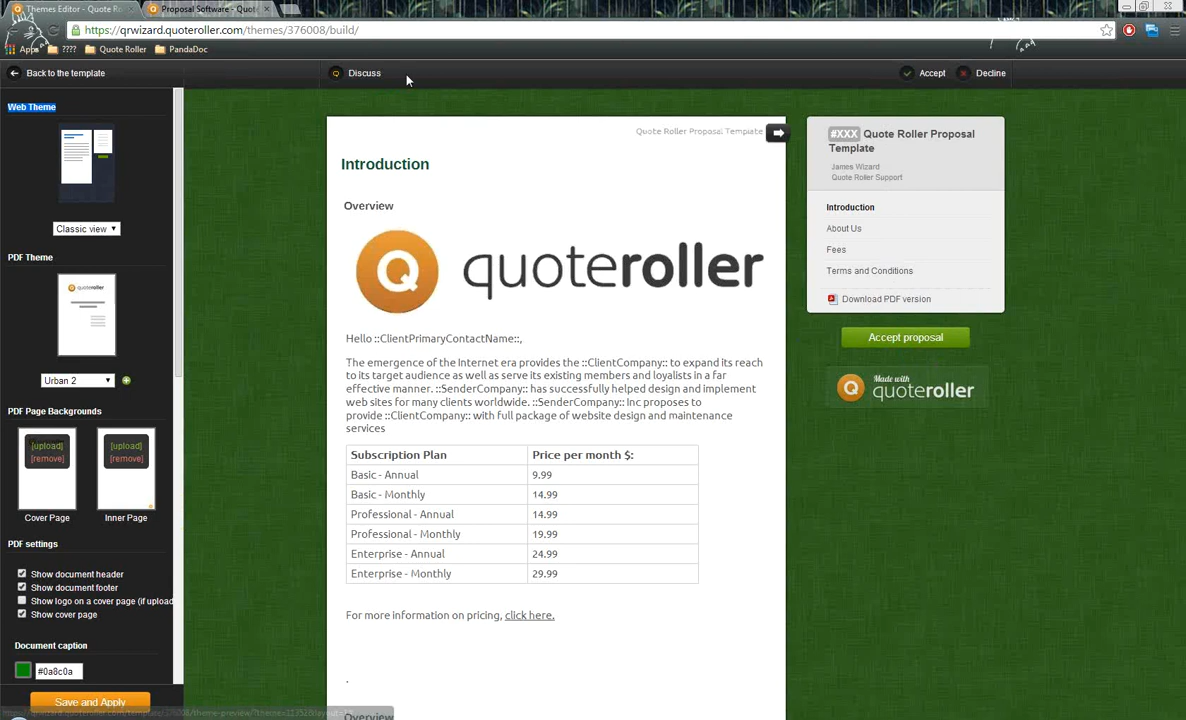 Themes Editor - Quote R
Proposal Software - Quot
https://qrwizard.quoteroller.com/themes/376008/build/
Apps
????
Quote Roller
PandaDoc
Back to the template
Discuss
Accept
Decline
Web Theme
Classic view
PDF Theme
quoteroller
Urban 2
PDF Page Backgrounds
[upload]
[remove]
[upload]
[remove]
Cover Page
Inner Page
PDF settings
Show document header
Show document footer
Show logo on a cover page (if upload
Show cover page
Document caption
#0a8c0a
Save and Apply
Quote Roller Proposal Template
Introduction
Overview
Q quoteroller
Hello ::ClientPrimaryContactName::,
The emergence of the Internet era provides the ::ClientCompany:: to expand its reach
to its target audience as well as serve its existing members and loyalists in a far
effective manner. ::SenderCompany:: has successfully helped design and implement
web sites for many clients worldwide. ::SenderCompany:: Inc proposes to
provide ::ClientCompany:: with full package of website design and maintenance
services
Subscription Plan Price per month $:
Basic - Annual 9.99
Basic - Monthly 14.99
Professional - Annual 14.99
Professional - Monthly 19.99
Enterprise - Annual 24.99
Enterprise - Monthly 29.99
For more information on pricing, click here.
.
Overview
#XXX Quote Roller Proposal
Template
James Wizard
Quote Roller Support
Introduction
About Us
Fees
Terms and Conditions
Download PDF version
Accept proposal
Made with
Q quoteroller